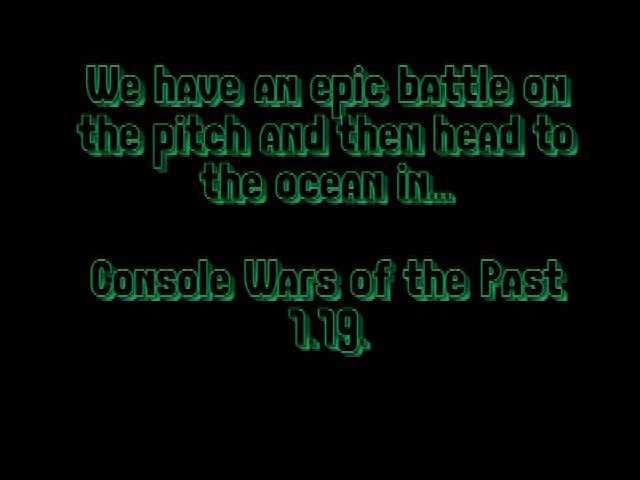 We have an epic battle on
the pitch and then head to
the ocean in...
Console Wars of the Past
1.19.